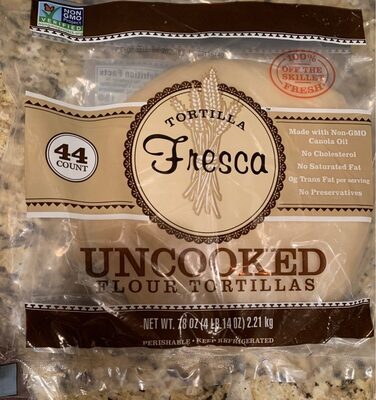 NON
GMO
VERIFIED
100%
OFF THE
SKILLET
FRESH
TORTILLA
Fresca
44
COUNT
Made with Non-GMO
Canola Oil
No Cholesterol
No Saturated Fat
0g Trans Fat per serving
No Preservatives
UNCOOKED
FLOUR TORTILLAS
NET WT. 78 OZ (4 LB 14 OZ) 2.21 kg
PERISHABLE • KEEP REFRIGERATED